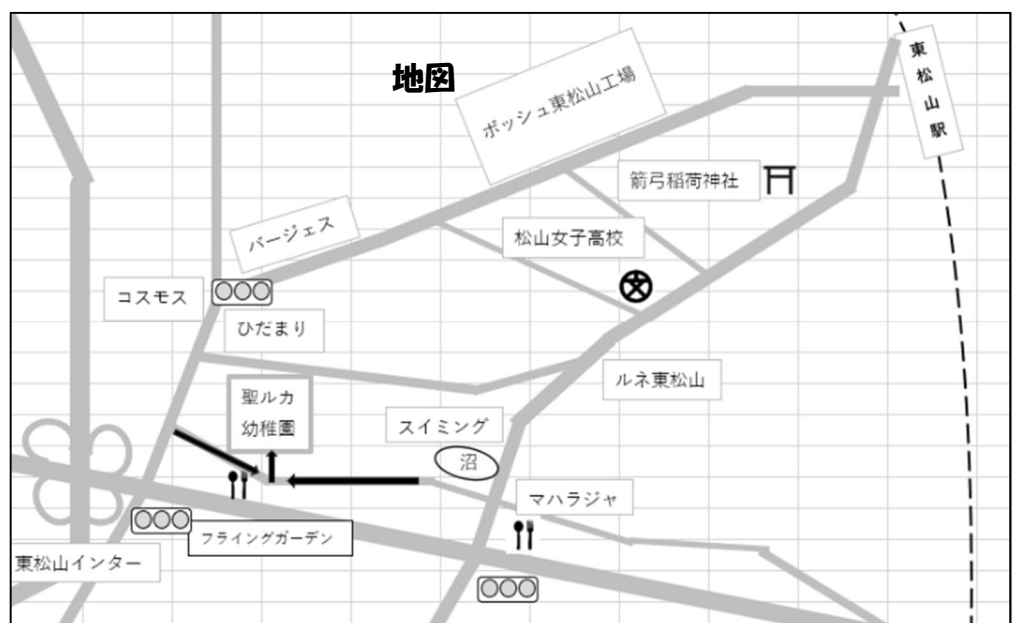 地図
東松山駅
ボッシュ東松山工場
箭弓稲荷神社
松山女子高校
バージェス
コスモス
ひだまり
ルネ東松山
聖ルカ
幼稚園
スイミング
沼
マハラジャ
フライングガーデン
東松山インター